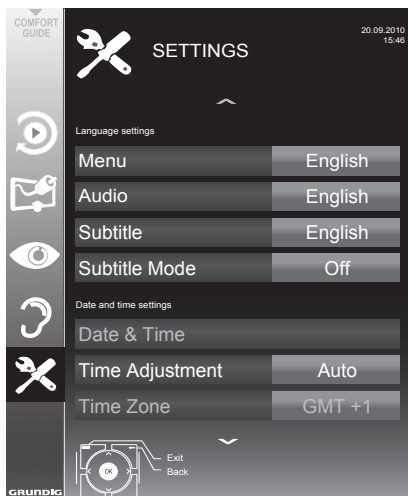 COMFORT
GUIDE
SETTINGS
20.09.2010
15:46
Language settings
Menu English
Audio English
Subtitle English
Subtitle Mode Off
Date and time settings
Date & Time
Time Adjustment Auto
Time Zone GMT +1
Exit
Back
OK
GRUNDIG